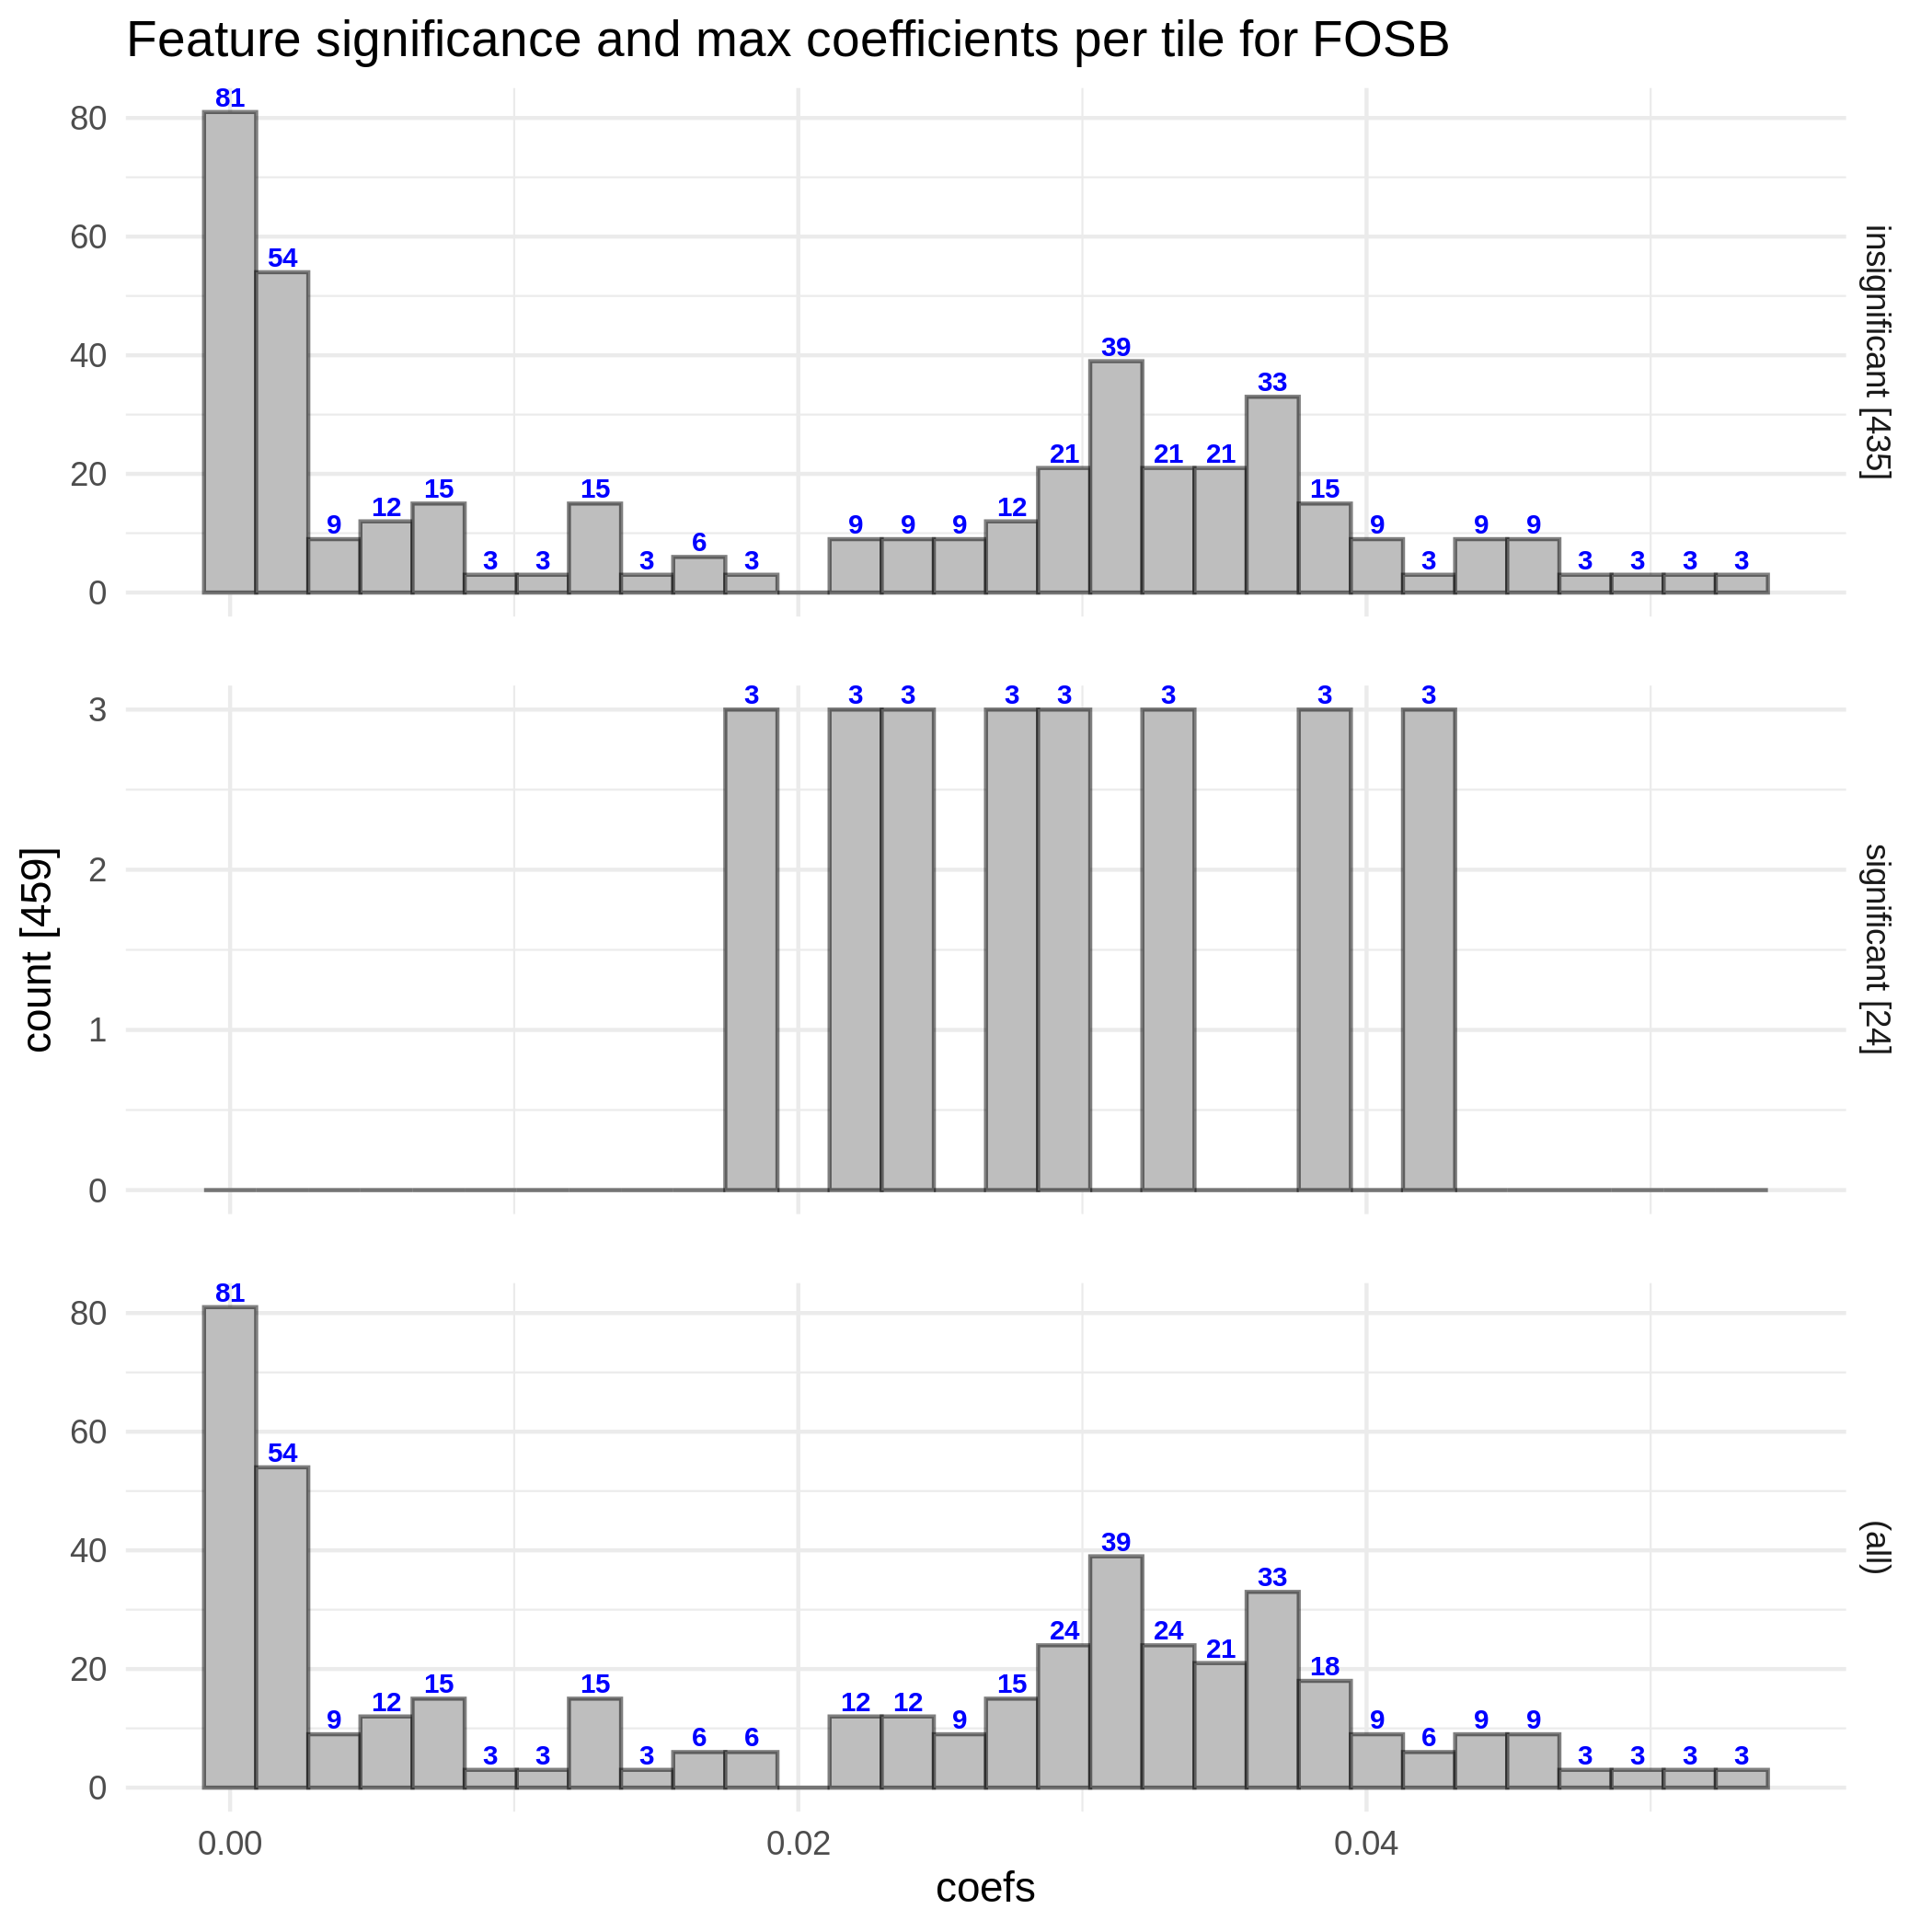 Feature significance and max coefficients per tile for FOSB
81
80
54
60
insignificant [435]
39
40
33
21 21 21
20
15 15 15
12 12
9 9 9 9 9 9 9
6
3 3 3 3 3 3 3 3 3
0
3 3 3 3 3 3 3 3
3
2
count [459]
significant [24]
1
0
81
80
54
60
(all)
39
40
33
24 24
21
20
18
15 15 15
12 12 12
9 9 9 9 9
6 6 6
3 3 3 3 3 3 3
0
0.00 0.02 0.04
coefs